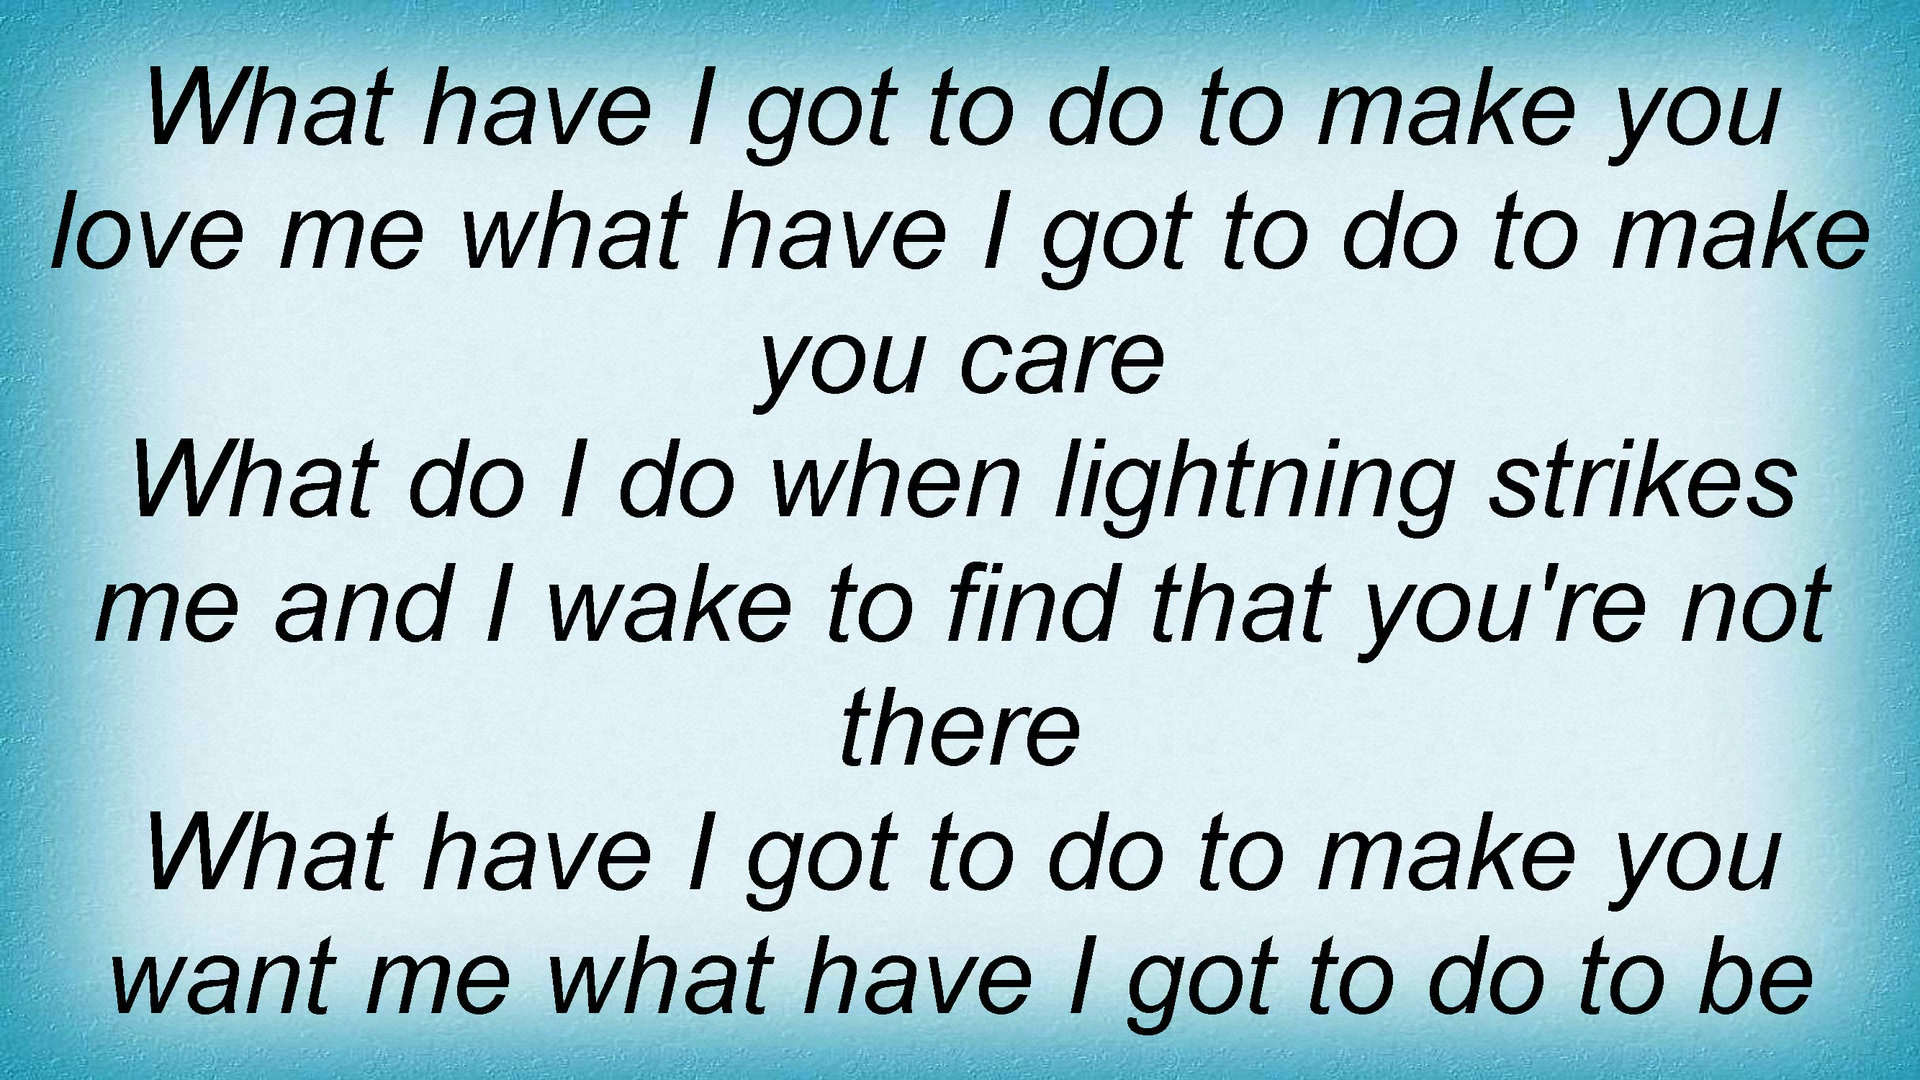 What have I got to do to make you
love me what have I got to do to make
you care
What do I do when lightning strikes
me and I wake to find that you're not
there
What have I got to do to make you
want me what have I got to do to be